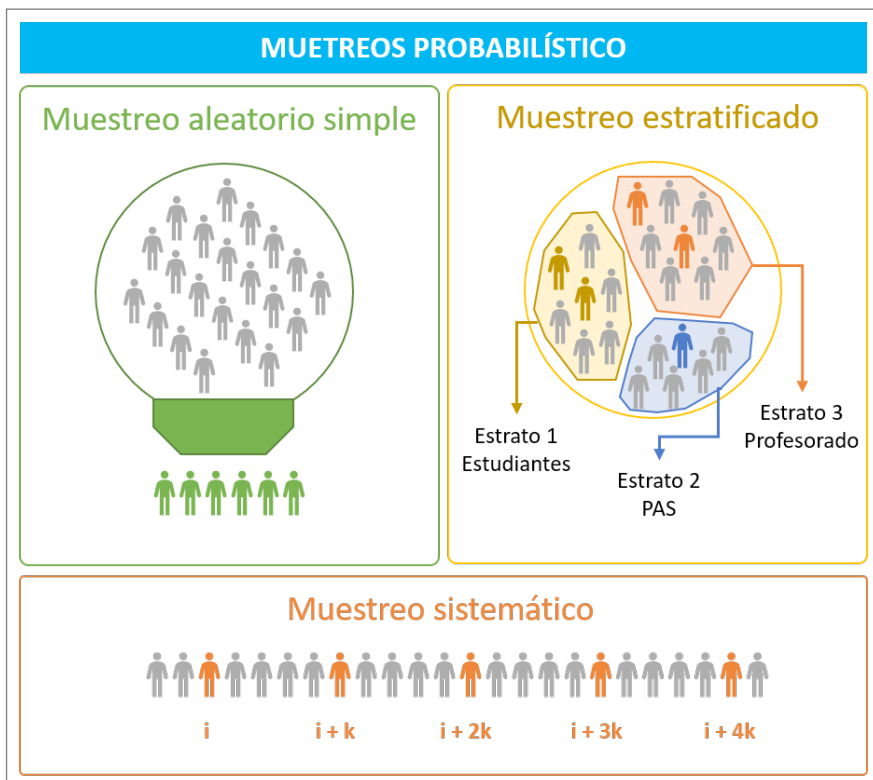 MUETREOS PROBABILÍSTICO
Muestreo aleatorio simple
Muestreo estratificado
Estrato 1
Estudiantes
Estrato 2
PAS
Estrato 3
Profesorado
Muestreo sistemático
i
i + k
i + 2k
i + 3k
i + 4k